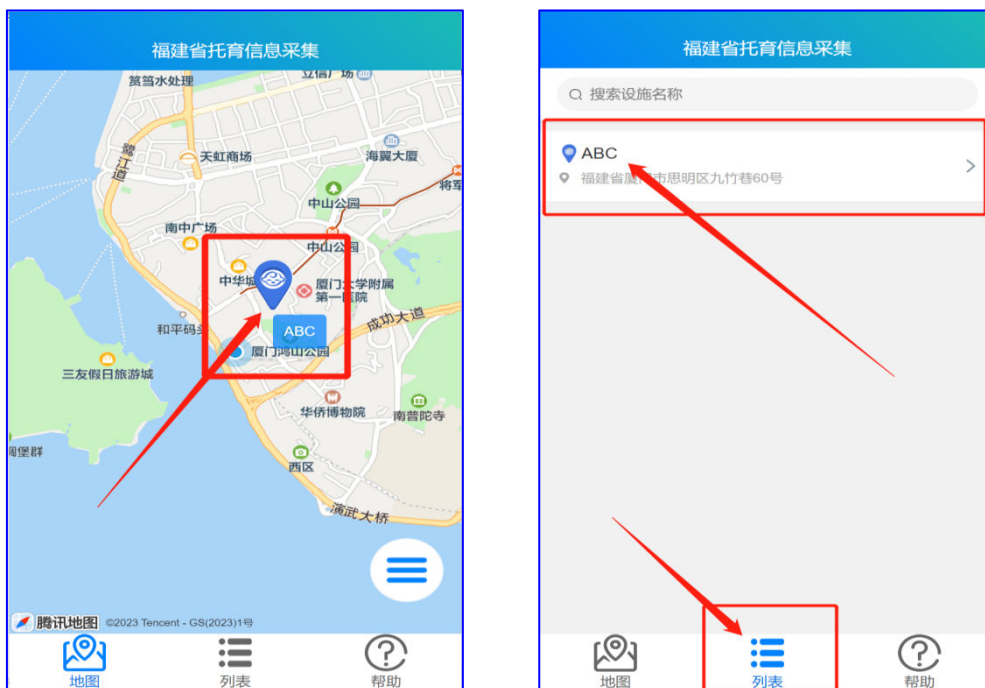 福建省托育信息采集
筼筜水处理
鹭江道
天虹商场
海翼大厦
中山公园
将军
南中广场
中山公园
中华城
厦门大学附属
第一医院
ABC
和平码头
成功大道
厦门鸿山公园
三友假日旅游城
华侨博物院
南普陀寺
碉堡群
西区
演武大桥
腾讯地图 ©2023 Tencent - GS(2023)1号
地图
列表
帮助
福建省托育信息采集
搜索设施名称
ABC
福建省厦门市思明区九竹巷60号
地图
列表
帮助